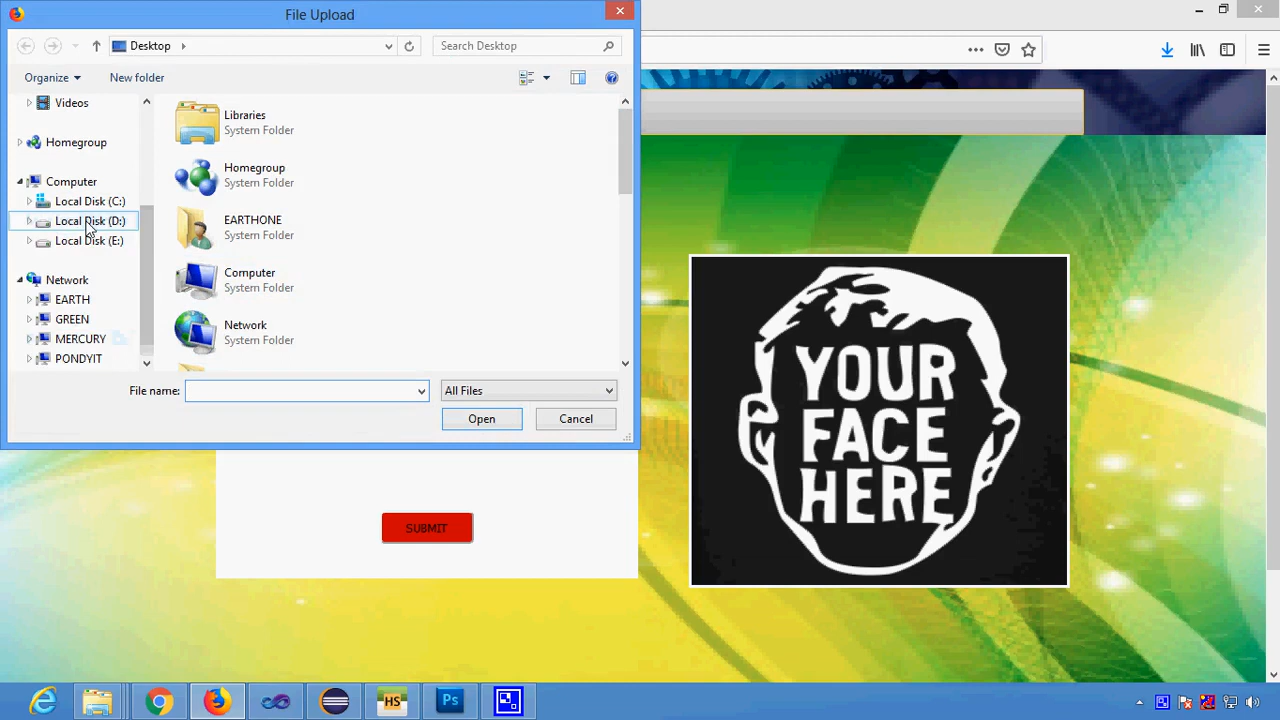 File Upload
Desktop
Search Desktop
Organize
New folder
Videos
Homegroup
Computer
Local Disk (C:)
Local Disk (D:)
Local Disk (E:)
Network
EARTH
GREEN
MERCURY
PONDYIT
Libraries
System Folder
Homegroup
System Folder
EARTHONE
System Folder
Computer
System Folder
Network
System Folder
File name:
All Files
Open
Cancel
SUBMIT
YOUR
FACE
HERE
HS
Ps